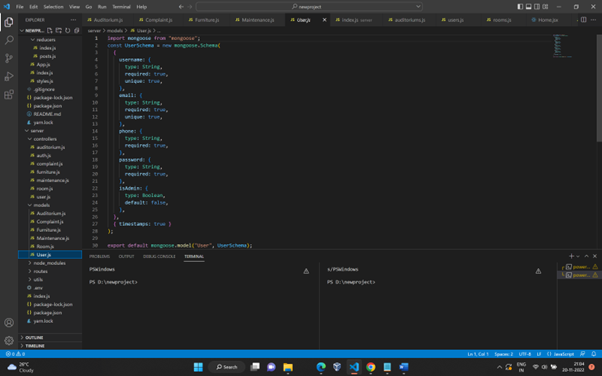 File Edit Selection View Go Run Terminal Help
newproject
Auditorium.js Complaint.js Furniture.js Maintenance.js User.js Index.js server auditoriums.js users.js room.js Home.jsx
EXPLORER
NEWPR...
server > models > User.js > ...
reducers
index.js
posts.js
App.js
index.js
styles.js
.gitignore
package-lock.json
package.json
README.md
yarn.lock
server
controllers
auditorium.js
auth.js
complaint.js
furniture.js
maintenance.js
room.js
user.js
models
Auditorium.js
Complaint.js
Furniture.js
Maintenance.js
Room.js
User.js
node_modules
routes
utils
.env
index.js
package-lock.json
package.json
yarn.lock
OUTLINE
TIMELINE
1 import mongoose from "mongoose";
2 const UserSchema = new mongoose.Schema(
3 {
4 username: {
5 type: String,
6 required: true,
7 unique: true,
8 },
9 email: {
10 type: String,
11 required: true,
12 unique: true,
13 },
14 phone: {
15 type: String,
16 required: true,
17 },
18 password: {
19 type: String,
20 required: true,
21 },
22 isAdmin: {
23 type: Boolean,
24 default: false,
25 },
26 },
27 { timestamps: true }
28 );
29
30 export default mongoose.model("User", UserSchema);
PROBLEMS OUTPUT DEBUG CONSOLE TERMINAL
PSWindows
PS D:\newproject>
s/PSWindows
PS D:\newproject>
power...
power...
0 0
Ln 1, Col 1 Spaces: 2 UTF-8 LF JavaScript
26°C
Cloudy
Search
ENG
IN
21:04
20-11-2022